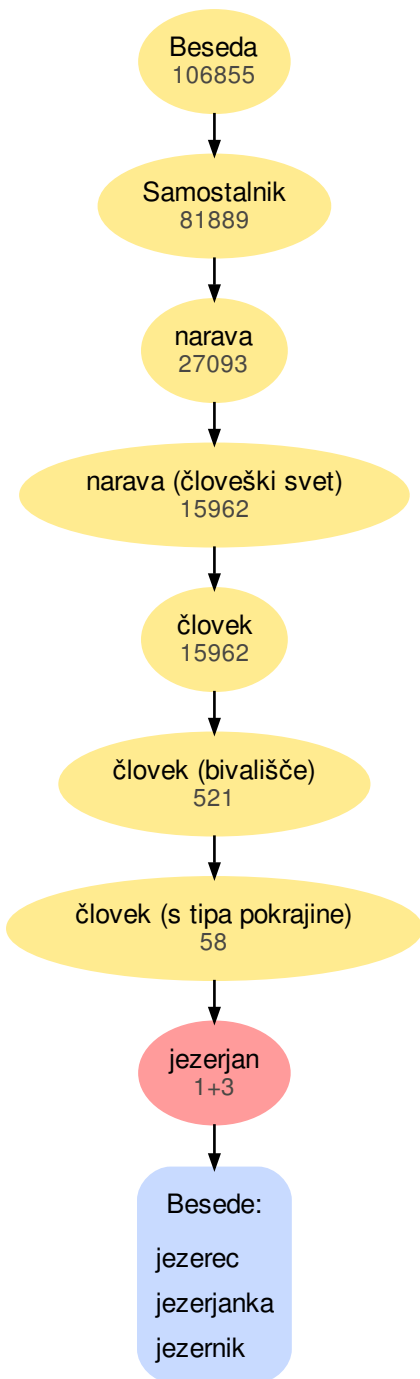 Beseda
106855
Samostalnik
81889
narava
27093
narava (človeški svet)
15962
človek
15962
človek (bivališče)
521
človek (s tipa pokrajine)
58
jezerjan
1+3
Besede:
jezerec
jezerjanka
jezernik